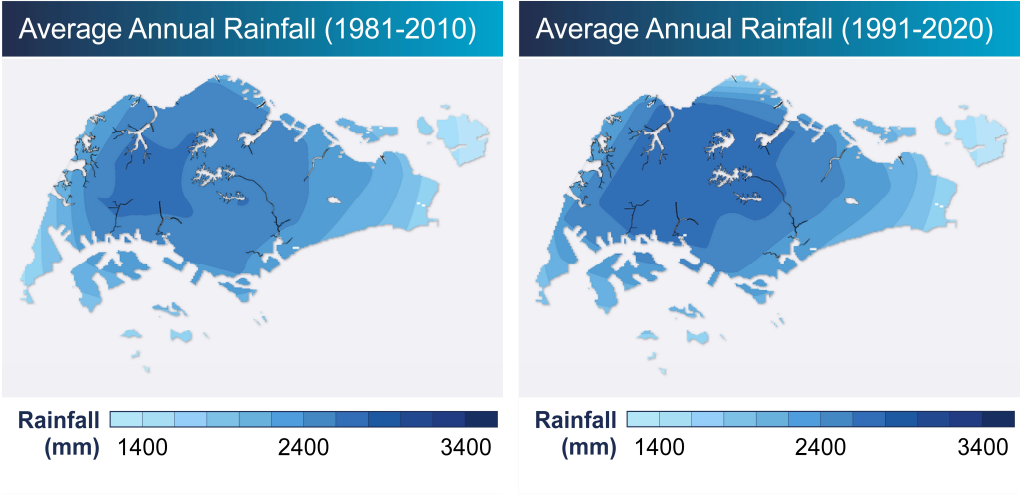 Average Annual Rainfall (1981-2010)
Average Annual Rainfall (1991-2020)
Rainfall
(mm)
1400
2400
3400
Rainfall
(mm)
1400
2400
3400